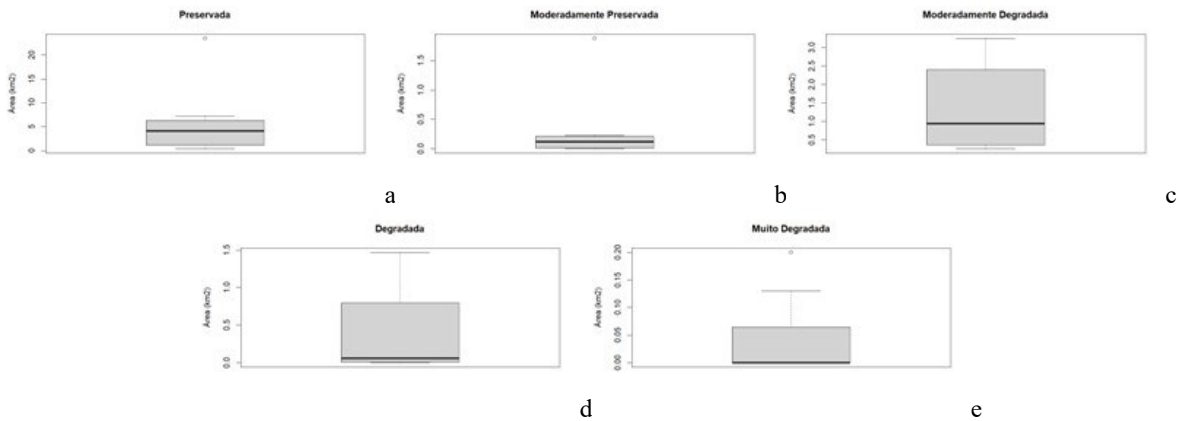 Preservada
Área (km2)
20
15
10
5
0
a
Moderadamente Preservada
Área (km2)
1.5
1.0
0.5
0.0
b
Moderadamente Degradada
Área (km2)
3.0
2.5
2.0
1.5
1.0
0.5
c
Degradada
Área (km2)
1.5
1.0
0.5
0.0
d
Muito Degradada
Área (km2)
0.20
0.15
0.10
0.05
0.00
e